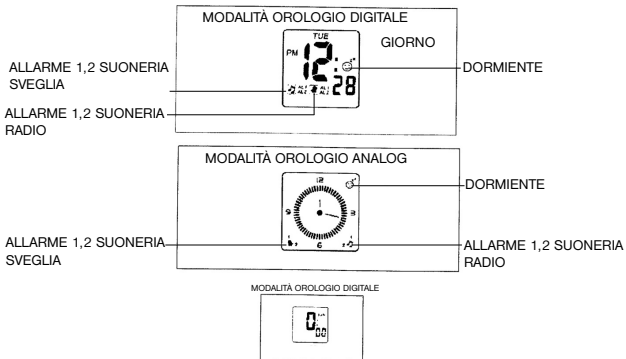 MODALITÀ OROLOGIO DIGITALE
TUE
GIORNO
PM
12:28
DORMIENTE
ALLARME 1,2 SUONERIA
SVEGLIA
AL1 AL1
AL2 AL2
ALLARME 1,2 SUONERIA
RADIO
MODALITÀ OROLOGIO ANALOG
12
DORMIENTE
9 3
6
ALLARME 1,2 SUONERIA
SVEGLIA
ALLARME 1,2 SUONERIA
RADIO
MODALITÀ OROLOGIO DIGITALE
0:
00